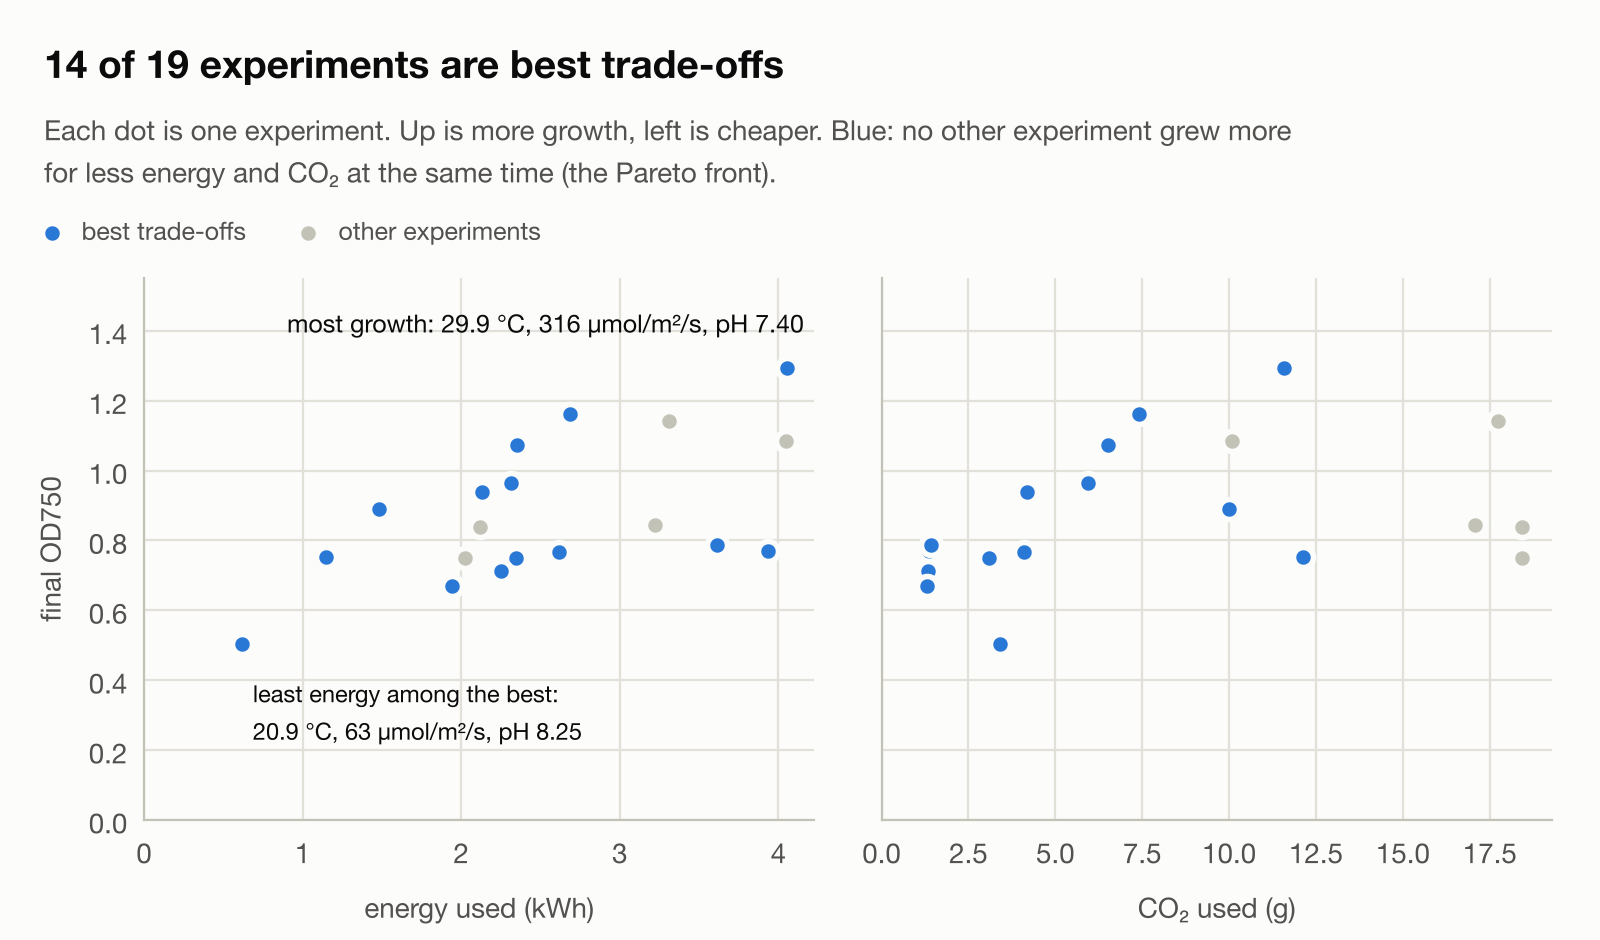 14 of 19 experiments are best trade-offs
Each dot is one experiment. Up is more growth, left is cheaper. Blue: no other experiment grew more
for less energy and CO₂ at the same time (the Pareto front).
best trade-offs other experiments
most growth: 29.9 °C, 316 µmol/m²/s, pH 7.40
least energy among the best:
20.9 °C, 63 µmol/m²/s, pH 8.25
final OD750
1.4
1.2
1.0
0.8
0.6
0.4
0.2
0.0
0 1 2 3 4
energy used (kWh)
0.0 2.5 5.0 7.5 10.0 12.5 15.0 17.5
CO₂ used (g)